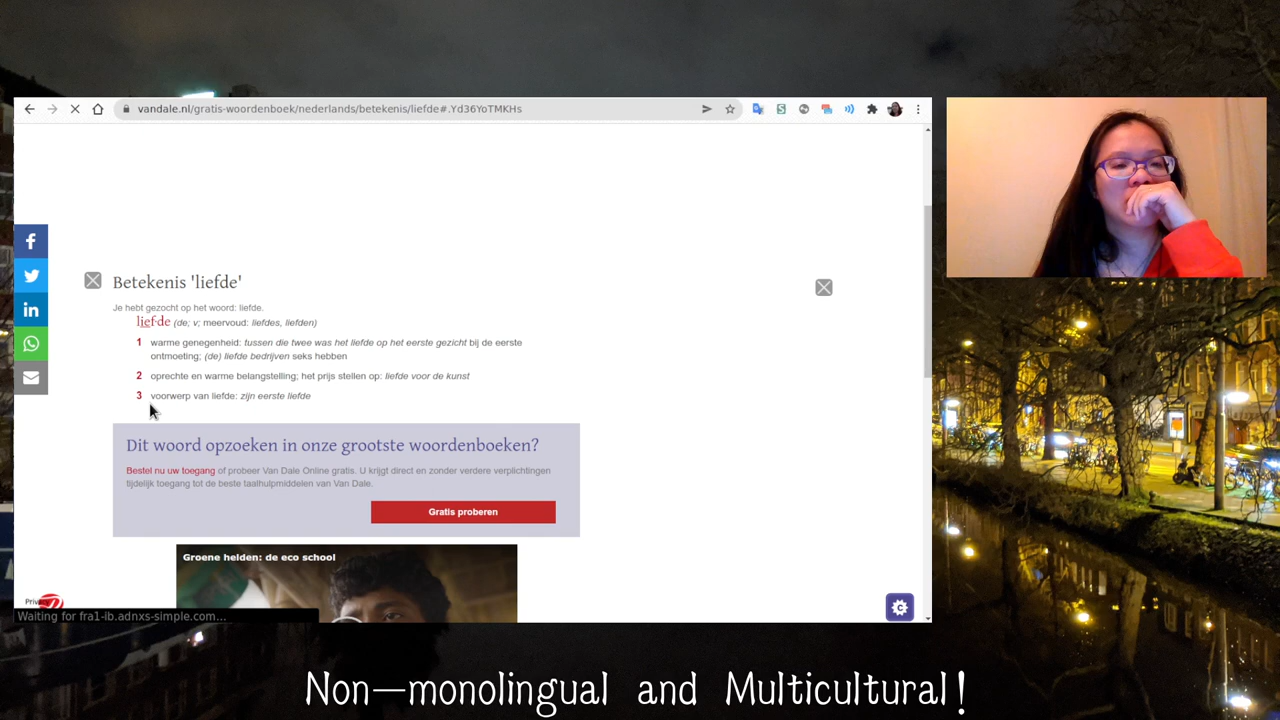 vandale.nl/gratis-woordenboek/nederlands/betekenis/liefde#.Yd36YoTMKHs
Betekenis 'liefde'
Je hebt gezocht op het woord: liefde.
lief·de (de; v; meervoud: liefdes, liefden)
1 warme genegenheid: tussen die twee was het liefde op het eerste gezicht bij de eerste
ontmoeting; (de) liefde bedrijven seks hebben
2 oprechte en warme belangstelling; het prijs stellen op: liefde voor de kunst
3 voorwerp van liefde: zijn eerste liefde
Dit woord opzoeken in onze grootste woordenboeken?
Bestel nu uw toegang of probeer Van Dale Online gratis. U krijgt direct en zonder verdere verplichtingen
tijdelijk toegang tot de beste taalhulpmiddelen van Van Dale.
Gratis proberen
Groene helden: de eco school
Waiting for fra1-ib.adnxs-simple.com...
Non-monolingual and Multicultural!